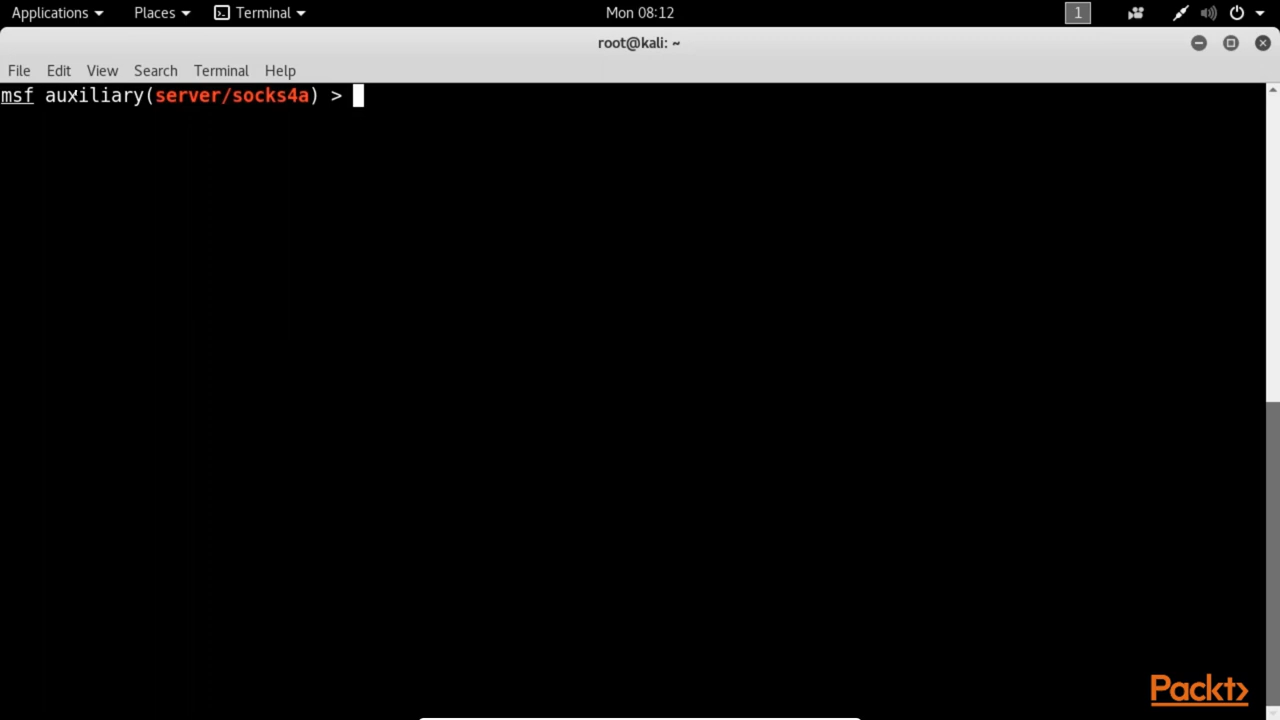 Applications Places Terminal Mon 08:12 1
root@kali: ~
File Edit View Search Terminal Help
msf auxiliary(server/socks4a) >
Packt>